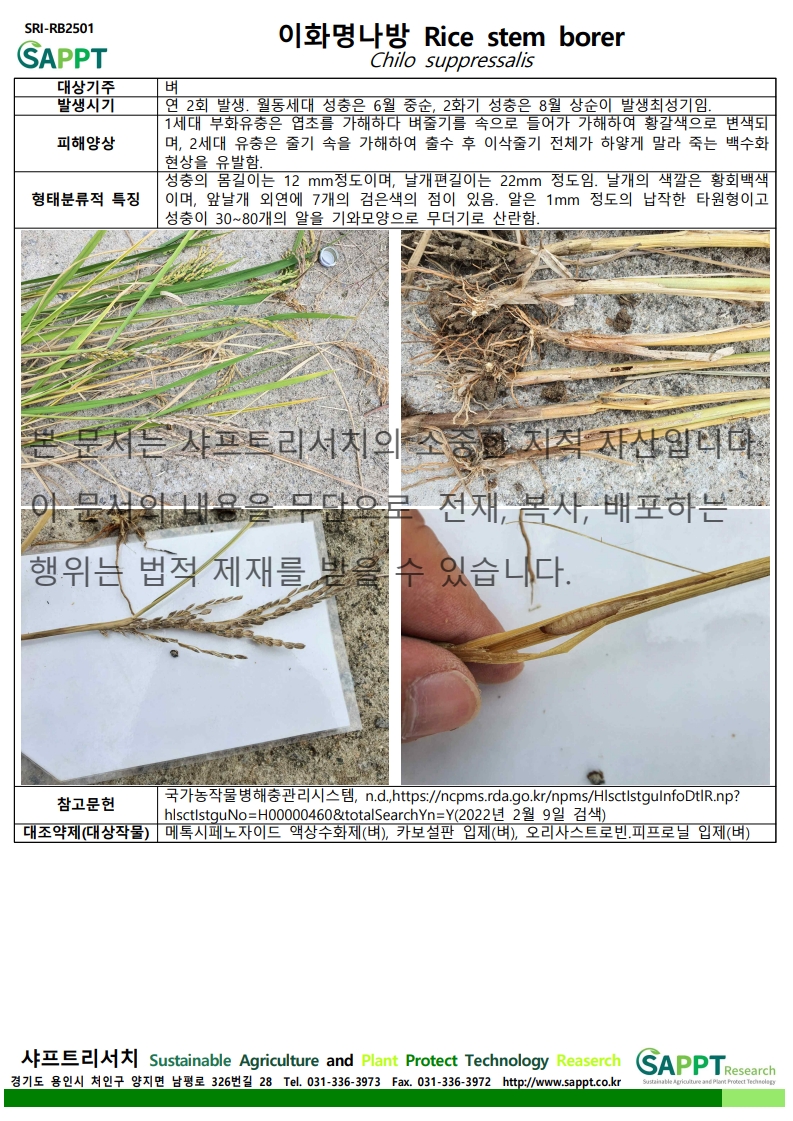 SRI-RB2501
SAPPT
이화명나방 Rice stem borer
Chilo suppressalis
대상기주
벼
발생시기
연 2회 발생. 월동세대 성충은 6월 중순, 2화기 성충은 8월 상순이 발생최성기임.
피해양상
1세대 부화유충은 엽초를 가해하다 벼줄기를 속으로 들어가 가해하여 황갈색으로 변색되
며, 2세대 유충은 줄기 속을 가해하여 출수 후 이삭줄기 전체가 하얗게 말라 죽는 백수화
현상을 유발함.
형태분류적 특징
성충의 몸길이는 12 mm정도이며, 날개편길이는 22mm 정도임. 날개의 색깔은 황회백색
이며, 앞날개 외연에 7개의 검은색의 점이 있음. 알은 1mm 정도의 납작한 타원형이고
성충이 30~80개의 알을 기와모양으로 무더기로 산란함.
본 문서는 샤프트리서치의 소중한 지적 자산입니다.
이 문서의 내용을 무단으로 전재, 복사, 배포하는
행위는 법적 제재를 받을 수 있습니다.
참고문헌
국가농작물병해충관리시스템, n.d.,https://ncpms.rda.go.kr/npms/HlsctIstguInfoDtlR.np?
hlsctIstguNo=H00000460&totalSearchYn=Y(2022년 2월 9일 검색)
대조약제(대상작물)
메톡시페노자이드 액상수화제(벼), 카보설판 입제(벼), 오리사스트로빈.피프로닐 입제(벼)
샤프트리서치 Sustainable Agriculture and Plant Protect Technology Reaserch
경기도 용인시 처인구 양지면 남평로 326번길 28 Tel. 031-336-3973 Fax. 031-336-3972 http://www.sappt.co.kr
SAPPT Research
Sustainable Agriculture and Plant Protect Technology